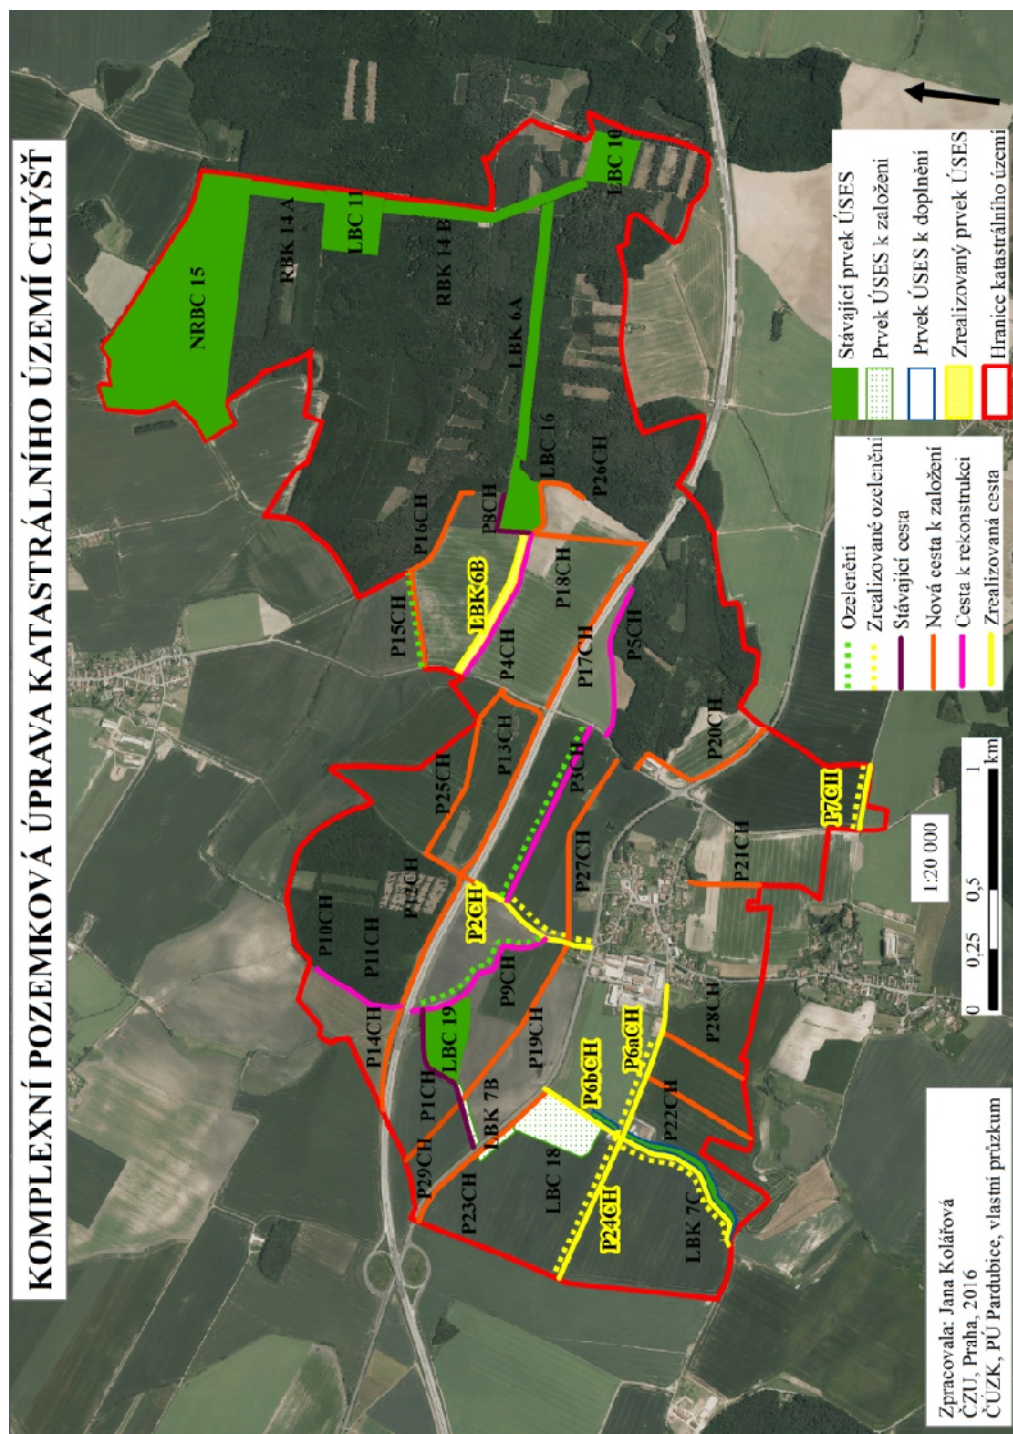 KOMPLEXNÍ POZEMKOVÁ ÚPRAVA KATASTRÁLNÍHO ÚZEMÍ CHÝŠŤ
NRBC 15
RBK 14 A
LBC 11
RBK 14 B
LBC 10
LBK 6A
LBC 16
P26CH
P8CH
P16CH
P15CH
LBK 6B
P4CH
P18CH
P17CH
P5CH
P13CH
P25CH
P3CH
P20CH
P12CH
P2CH
P27CH
P21CH
P7CH
P10CH
P11CH
P9CH
P14CH
LBC 19
P19CH
P1CH
LBK 7B
P6bCH
P6aCH
P28CH
P22CH
P29CH
P23CH
LBC 18
P24CH
LBK 7C
Ozelenění
Zrealizované ozelenění
Stávající cesta
Nová cesta k založení
Cesta k rekonstrukci
Zrealizovaná cesta
Stávající prvek ÚSES
Prvek ÚSES k založení
Prvek ÚSES k doplnění
Zrealizovaný prvek ÚSES
Hranice katastrálního území
1:20 000
0 0,25 0,5 1
km
Zpracovala: Jana Kolářová
ČZU, Praha, 2016
ČÚZK, PÚ Pardubice, vlastní průzkum